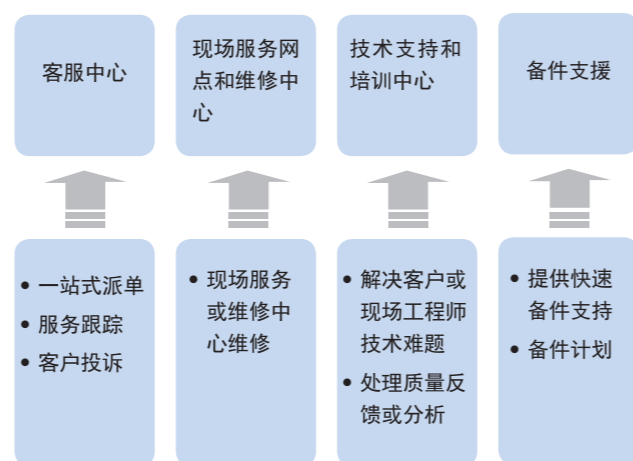 客服中心
现场服务网
点和维修中
心
技术支持和
培训中心
备件支援
• 一站式派单
• 服务跟踪
• 客户投诉
• 现场服务
或维修中
心维修
• 解决客户或
现场工程师
技术难题
• 处理质量反
馈或分析
• 提供快速
备件支持
• 备件计划